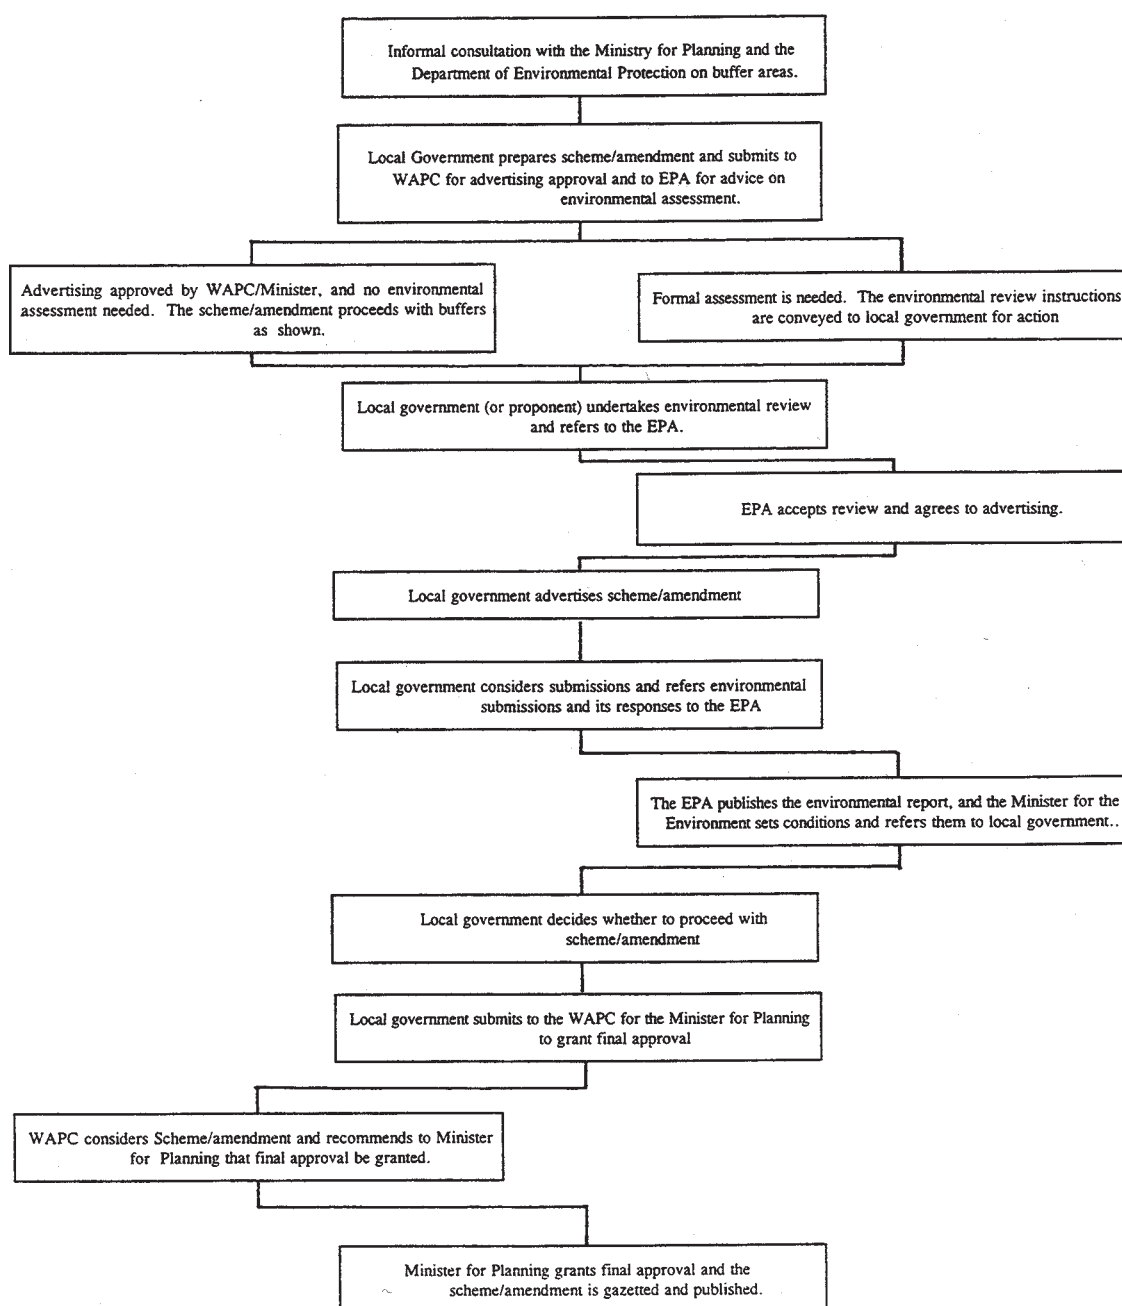 Informal consultation with the Ministry for Planning and the
Department of Environmental Protection on buffer areas.
Local Government prepares scheme/amendment and submits to
WAPC for advertising approval and to EPA for advice on
environmental assessment.
Advertising approved by WAPC/Minister, and no environmental
assessment needed. The scheme/amendment proceeds with buffers
as shown.
Formal assessment is needed. The environmental review instructions
are conveyed to local government for action
Local government (or proponent) undertakes environmental review
and refers to the EPA.
EPA accepts review and agrees to advertising.
Local government advertises scheme/amendment
Local government considers submissions and refers environmental
submissions and its responses to the EPA
The EPA publishes the environmental report, and the Minister for the
Environment sets conditions and refers them to local government..
Local government decides whether to proceed with
scheme/amendment
Local government submits to the WAPC for the Minister for Planning
to grant final approval
WAPC considers Scheme/amendment and recommends to Minister
for Planning that final approval be granted.
Minister for Planning grants final approval and the
scheme/amendment is gazetted and published.